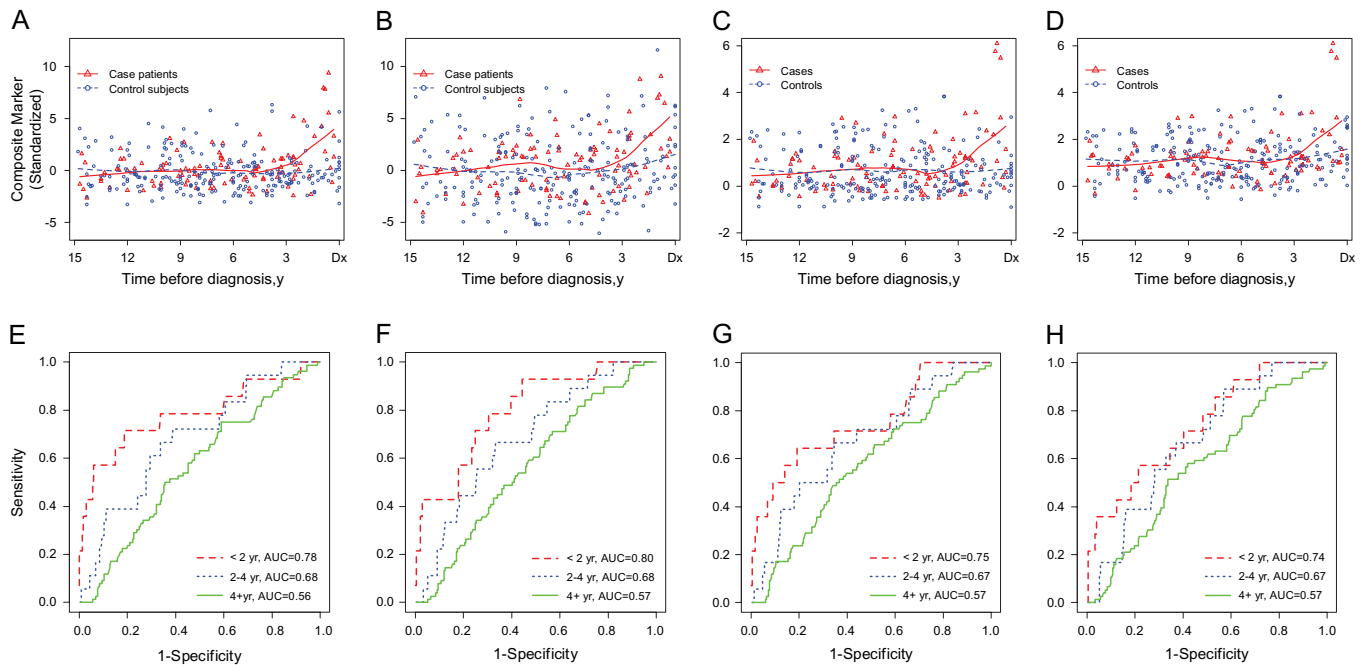 A
B
C
D
Composite Marker
(Standardized)
10
5
0
-5
Case patients
Control subjects
15 12 9 6 3 Dx
Time before diagnosis,y
10
5
0
-5
Case patients
Control subjects
15 12 9 6 3 Dx
Time before diagnosis,y
6
4
2
0
-2
Cases
Controls
15 12 9 6 3 Dx
Time before diagnosis,y
6
4
2
0
-2
Cases
Controls
15 12 9 6 3 Dx
Time before diagnosis,y
E
F
G
H
Sensitivity
1.0
0.8
0.6
0.4
0.2
0.0
< 2 yr, AUC=0.78
2-4 yr, AUC=0.68
4+yr, AUC=0.56
0.0 0.2 0.4 0.6 0.8 1.0
1-Specificity
1.0
0.8
0.6
0.4
0.2
0.0
< 2 yr, AUC=0.80
2-4 yr, AUC=0.68
4+ yr, AUC=0.57
0.0 0.2 0.4 0.6 0.8 1.0
1-Specificity
1.0
0.8
0.6
0.4
0.2
0.0
< 2 yr, AUC=0.75
2-4 yr, AUC=0.67
4+ yr, AUC=0.57
0.0 0.2 0.4 0.6 0.8 1.0
1-Specificity
1.0
0.8
0.6
0.4
0.2
0.0
< 2 yr, AUC=0.74
2-4 yr, AUC=0.67
4+ yr, AUC=0.57
0.0 0.2 0.4 0.6 0.8 1.0
1-Specificity